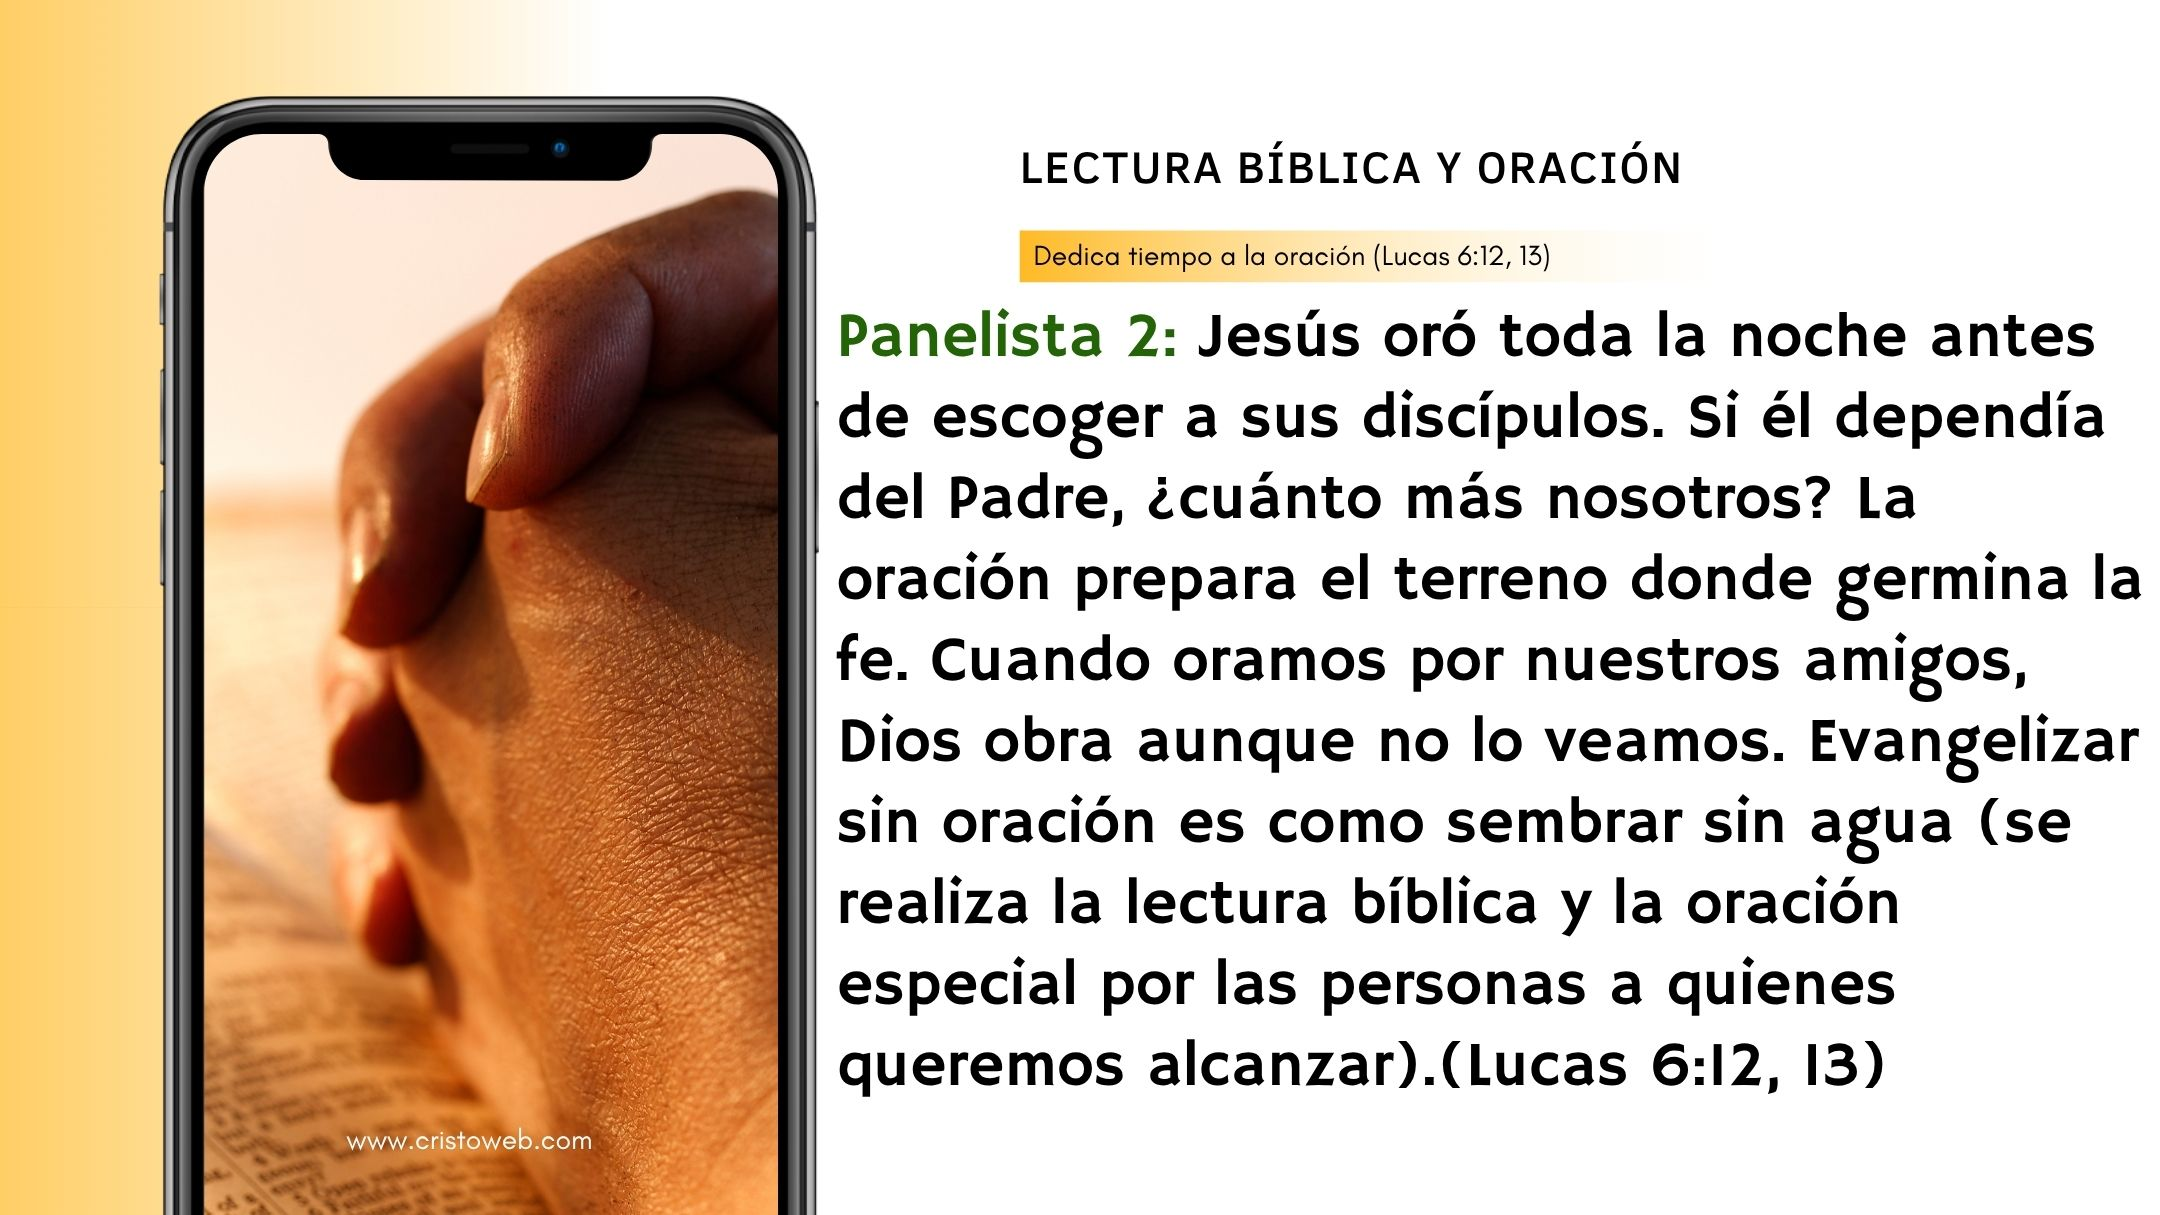 LECTURA BÍBLICA Y ORACIÓN
Dedica tiempo a la oración (Lucas 6:12, 13)
Panelista 2: Jesús oró toda la noche antes
de escoger a sus discípulos. Si él dependía
del Padre, ¿cuánto más nosotros? La
oración prepara el terreno donde germina la
fe. Cuando oramos por nuestros amigos,
Dios obra aunque no lo veamos. Evangelizar
sin oración es como sembrar sin agua (se
realiza la lectura bíblica y la oración
especial por las personas a quienes
queremos alcanzar).(Lucas 6:12, 13)
www.cristoweb.com